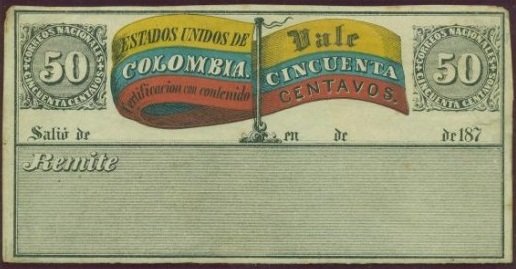 CORREOS NACIONALES
50
CINCUENTA CENTAVOS
ESTADOS UNIDOS DE
COLOMBIA.
Certificacion con contenido
Vale
CINCUENTA
CENTAVOS.
CORREOS NACIONALES
50
CINCUENTA CENTAVOS
Salió de en de de 187
Remite